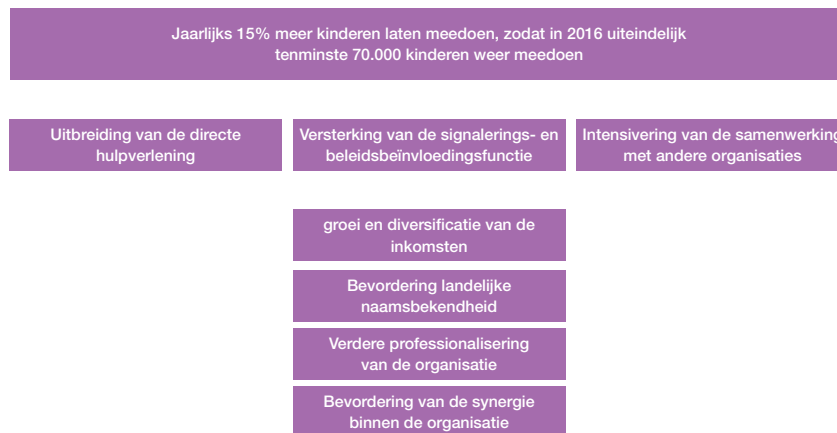 Jaarlijks 15% meer kinderen laten meedoen, zodat in 2016 uiteindelijk
tenminste 70.000 kinderen weer meedoen
Uitbreiding van de directe
hulpverlening
Versterking van de signalerings- en
beleidsbeïnvloedingsfunctie
Intensivering van de samenwerking
met andere organisaties
groei en diversificatie van de
inkomsten
Bevordering landelijke
naamsbekendheid
Verdere professionalisering
van de organisatie
Bevordering van de synergie
binnen de organisatie